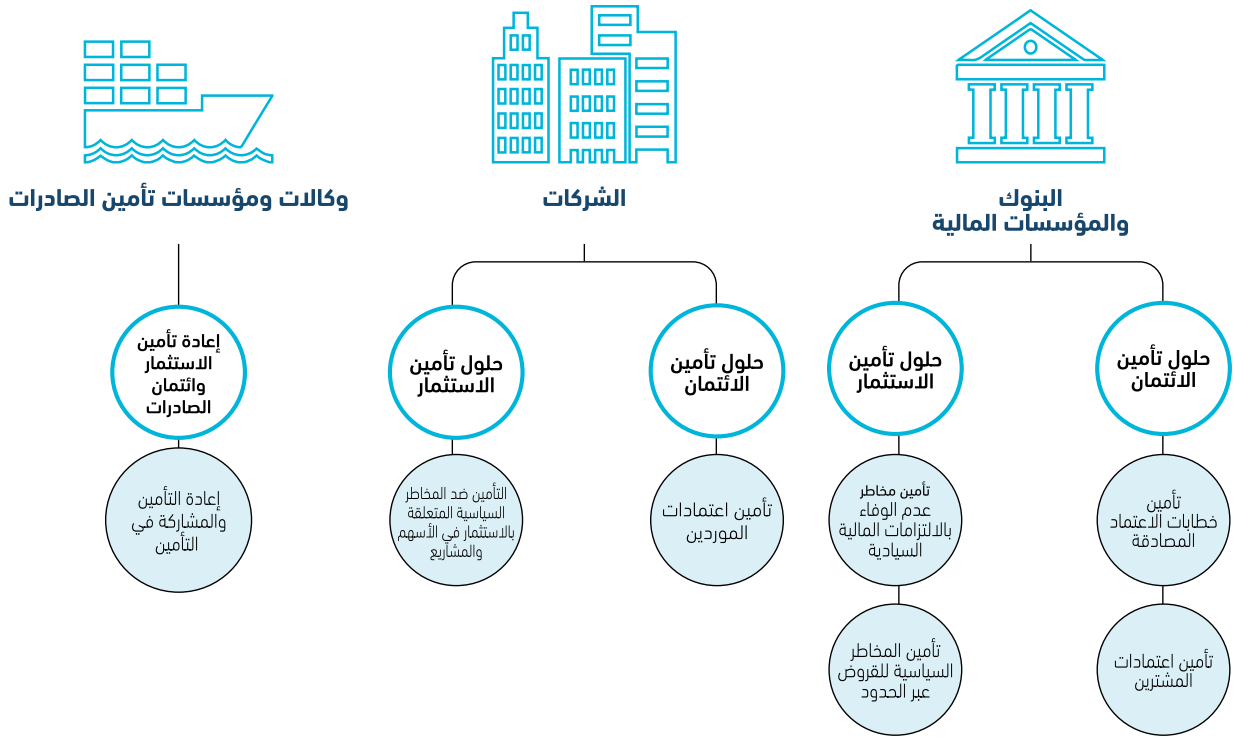 البنوك
والمؤسسات المالية
حلول تأمين
الائتمان
تأمين
خطابات الاعتماد
المصادقة
تأمين اعتمادات
المشترين
حلول تأمين
الاستثمار
تأمين مخاطر
عدم الوفاء
بالالتزامات المالية
السيادية
تأمين المخاطر
السياسية للقروض
عبر الحدود
الشركات
حلول تأمين
الائتمان
تأمين اعتمادات
الموردين
حلول تأمين
الاستثمار
التأمين ضد المخاطر
السياسية المتعلقة
بالاستثمار في الأسهم
والمشاريع
وكالات ومؤسسات تأمين الصادرات
إعادة تأمين
الاستثمار
وائتمان
الصادرات
إعادة التأمين
والمشاركة في
التأمين